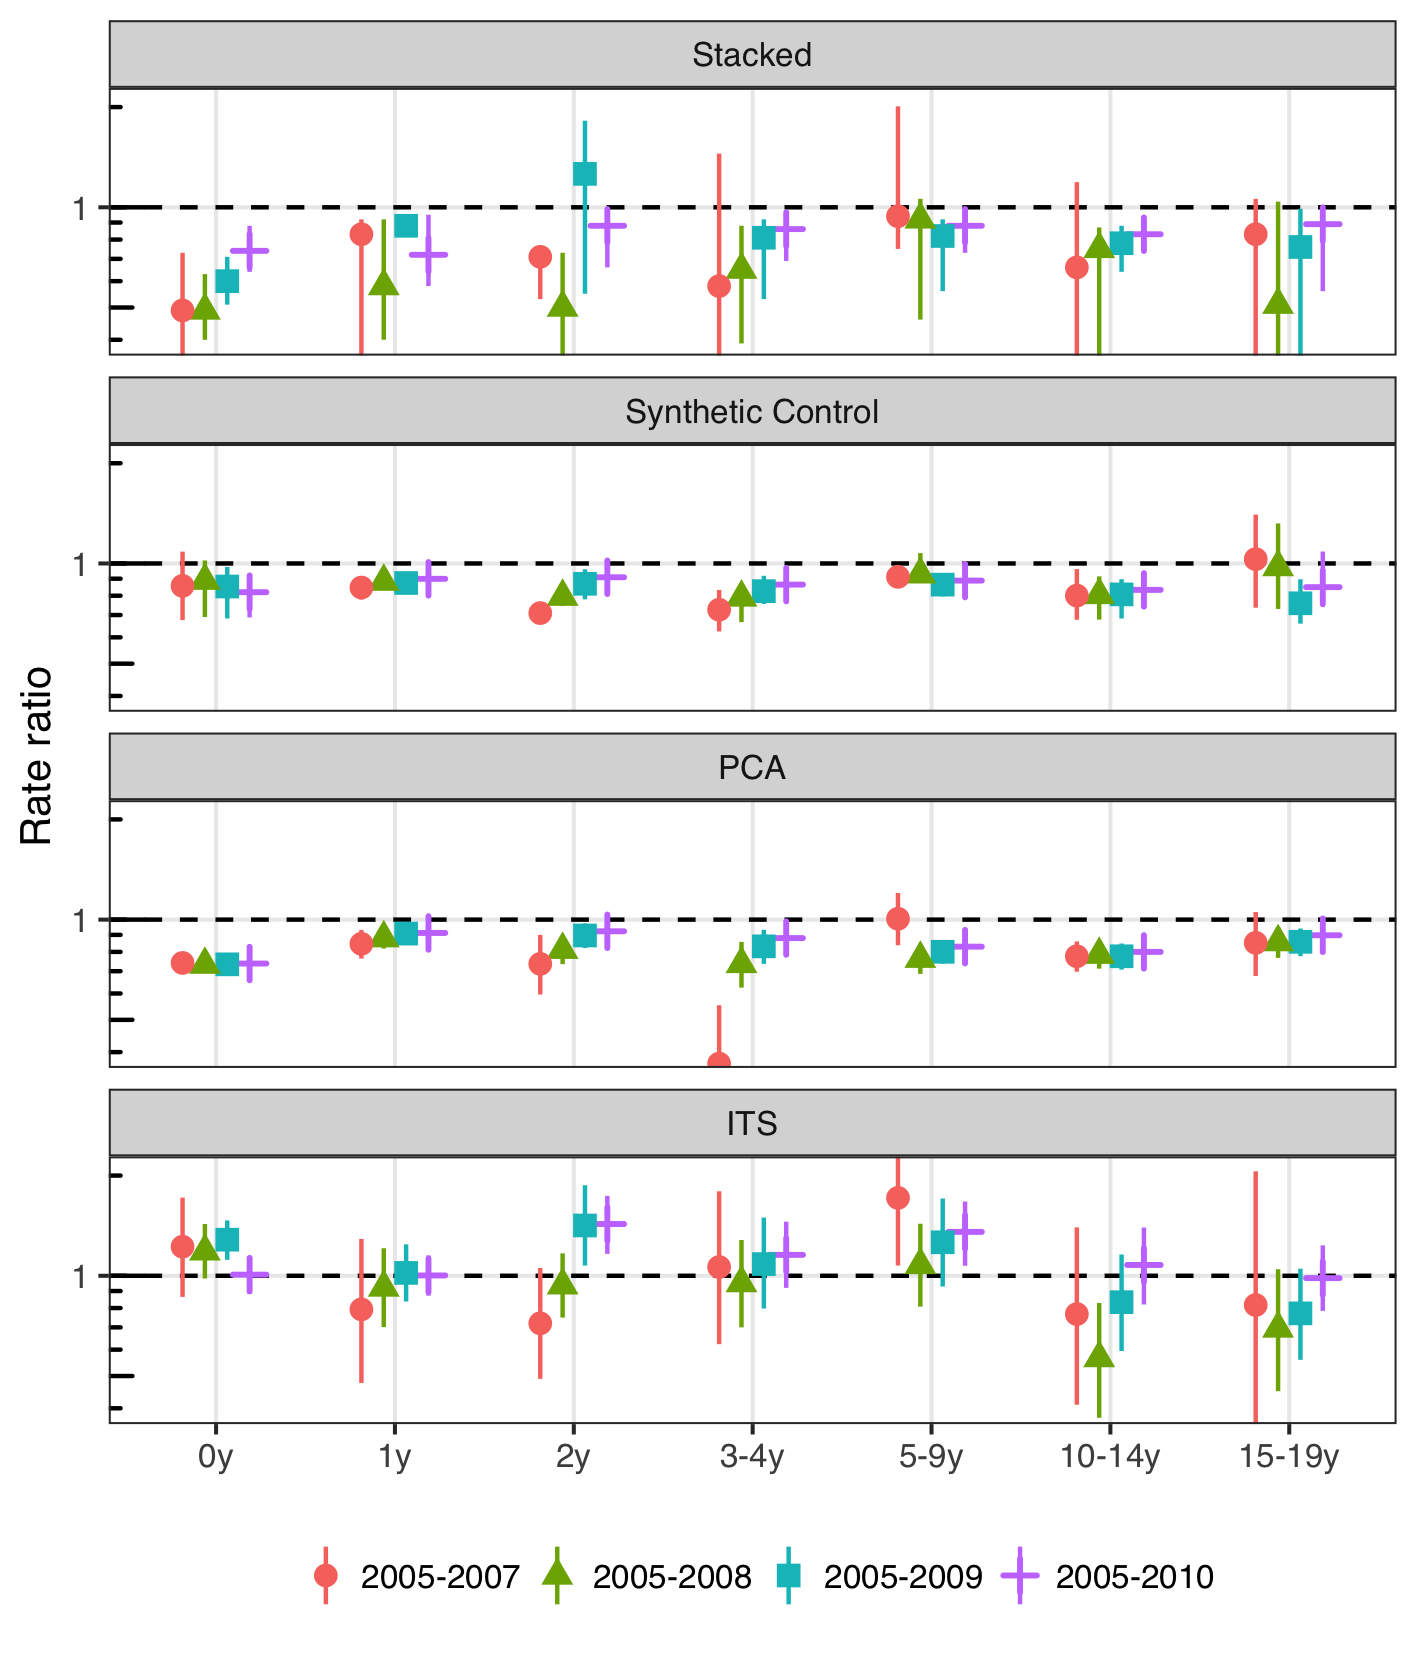 Stacked
1
Synthetic Control
1
Rate ratio
PCA
1
ITS
1
0y 1y 2y 3-4y 5-9y 10-14y 15-19y
2005-2007 2005-2008 2005-2009 2005-2010